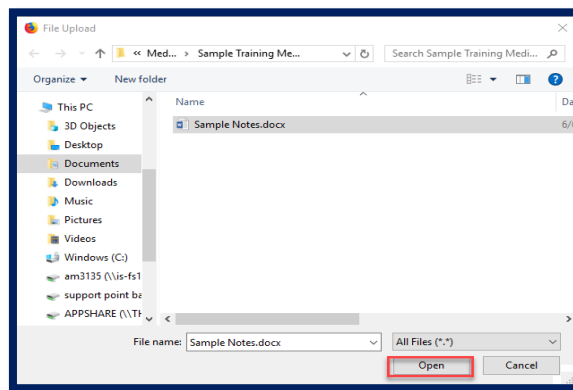 File Upload
« Med... > Sample Training Me...
Search Sample Training Medi...
Organize
New folder
This PC
3D Objects
Desktop
Documents
Downloads
Music
Pictures
Videos
Windows (C:)
am3135 (\\is-fs1
support point ba
APPSHARE (\\TH
Name
Da
Sample Notes.docx
6/
File name:
Sample Notes.docx
All Files (*.*)
Open
Cancel